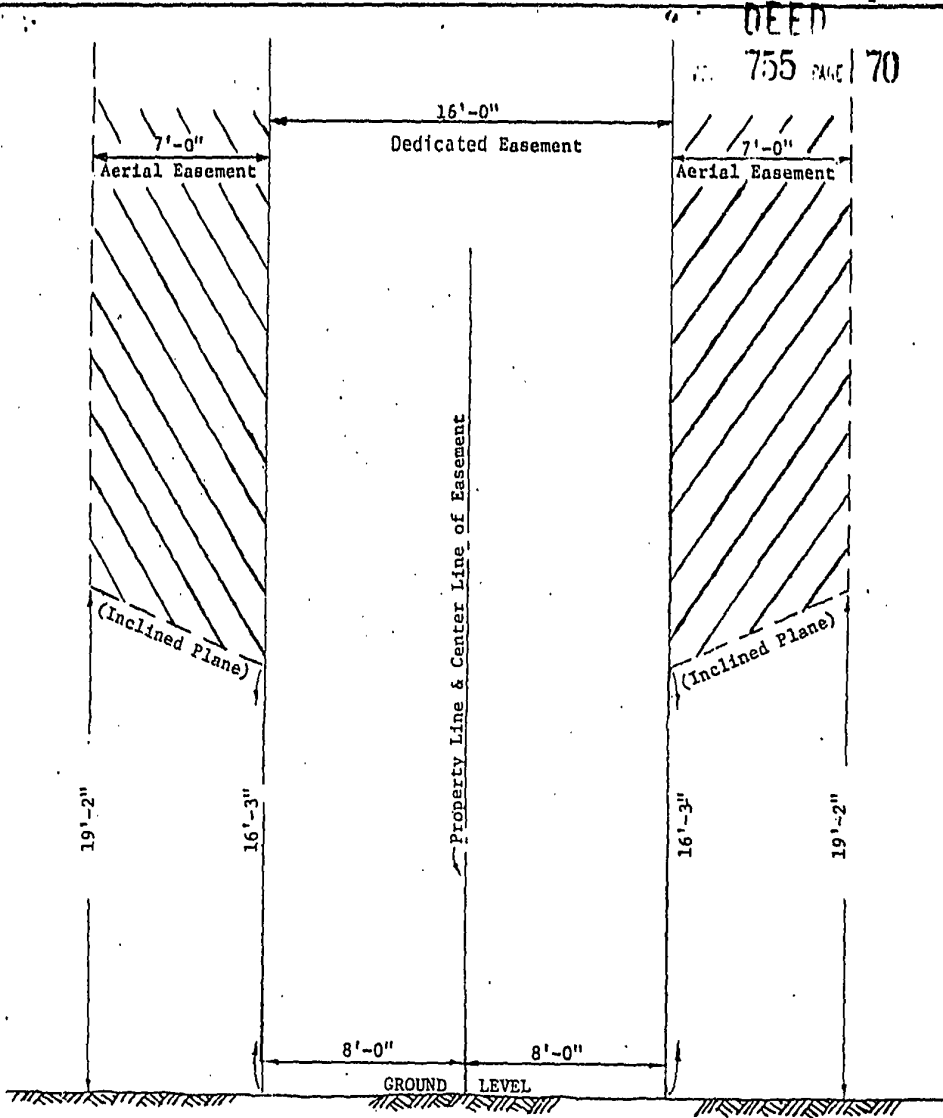 DEED
755 PAGE 70
16'-0"
Dedicated Easement
7'-0"
Aerial Easement
7'-0"
Aerial Easement
Property Line & Center Line of Easement
(Inclined Plane)
(Inclined Plane)
19'-2"
16'-3"
16'-3"
19'-2"
8'-0"
8'-0"
GROUND LEVEL